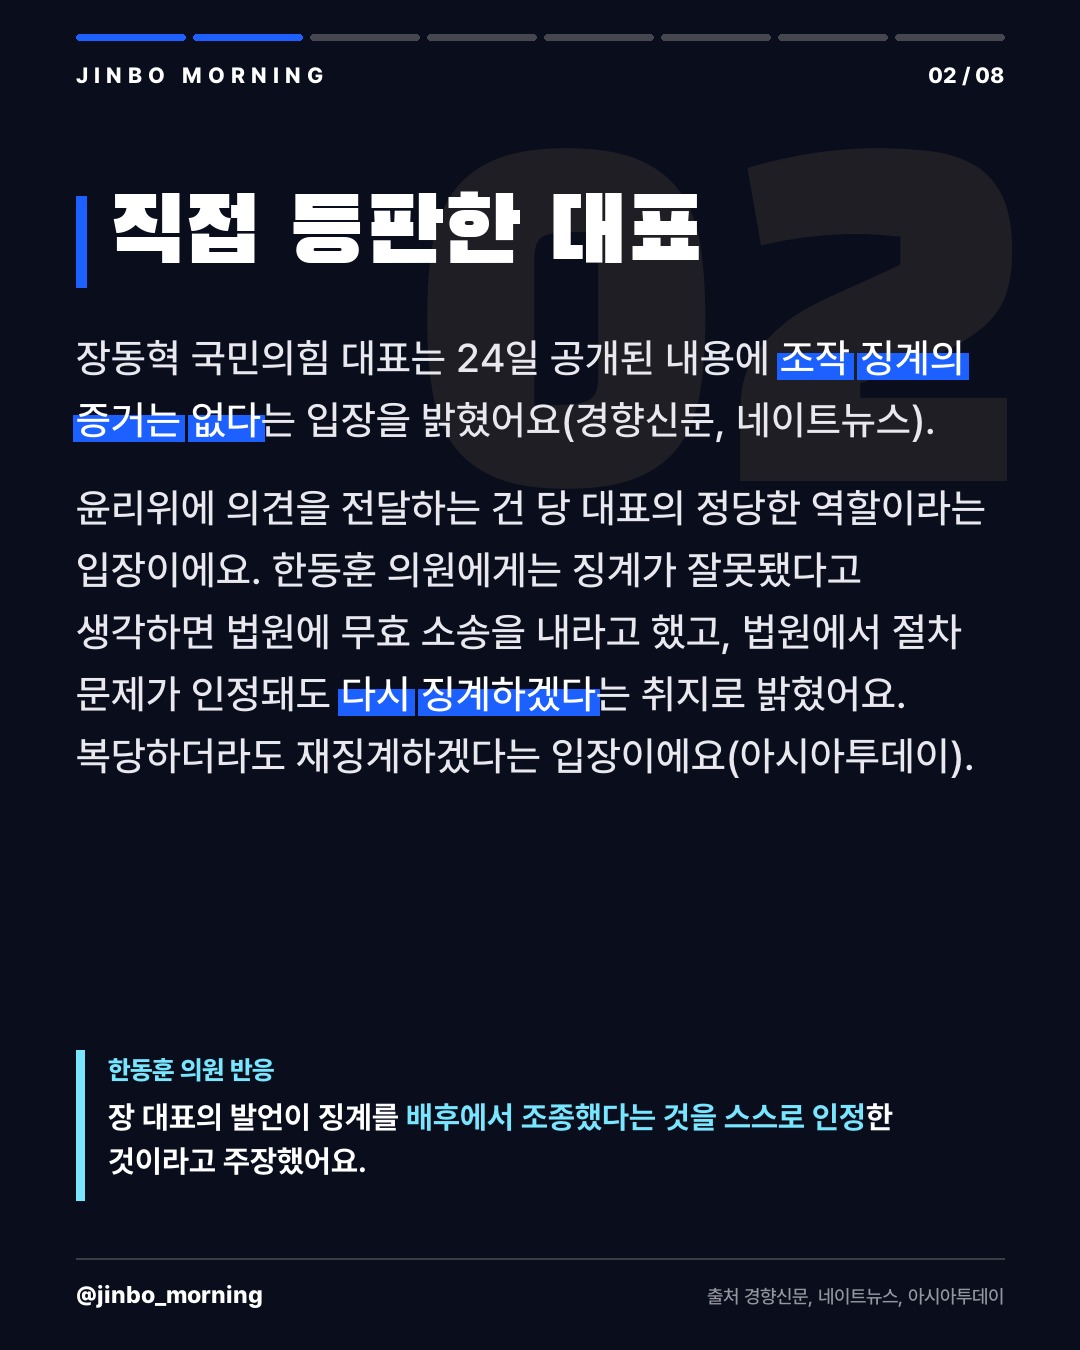 JINBO MORNING
02 / 08
02
직접 등판한 대표
장동혁 국민의힘 대표는 24일 공개된 내용에 조작 징계의
증거는 없다는 입장을 밝혔어요(경향신문, 네이트뉴스).
윤리위에 의견을 전달하는 건 당 대표의 정당한 역할이라는
입장이에요. 한동훈 의원에게는 징계가 잘못됐다고
생각하면 법원에 무효 소송을 내라고 했고, 법원에서 절차
문제가 인정돼도 다시 징계하겠다는 취지로 밝혔어요.
복당하더라도 재징계하겠다는 입장이에요(아시아투데이).
한동훈 의원 반응
장 대표의 발언이 징계를 배후에서 조종했다는 것을 스스로 인정한
것이라고 주장했어요.
@jinbo_morning
출처 경향신문, 네이트뉴스, 아시아투데이